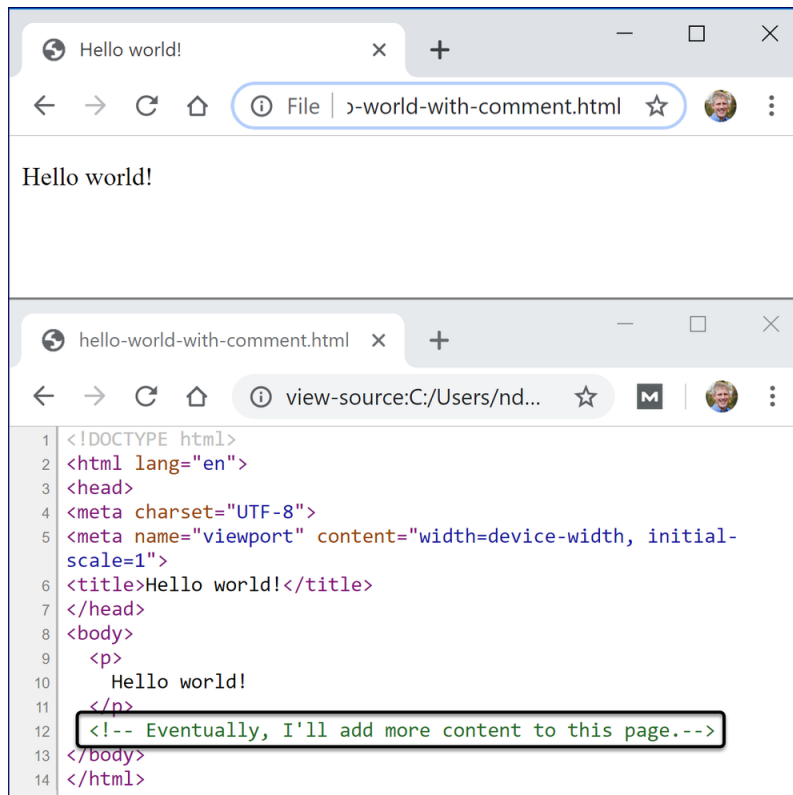 Hello world!
File ɔ-world-with-comment.html
Hello world!
hello-world-with-comment.html
view-source:C:/Users/nd...
M
1 <!DOCTYPE html>
2 <html lang="en">
3 <head>
4 <meta charset="UTF-8">
5 <meta name="viewport" content="width=device-width, initial-
scale=1">
6 <title>Hello world!</title>
7 </head>
8 <body>
9 <p>
10 Hello world!
11 </p>
12 <!-- Eventually, I'll add more content to this page.-->
13 </body>
14 </html>